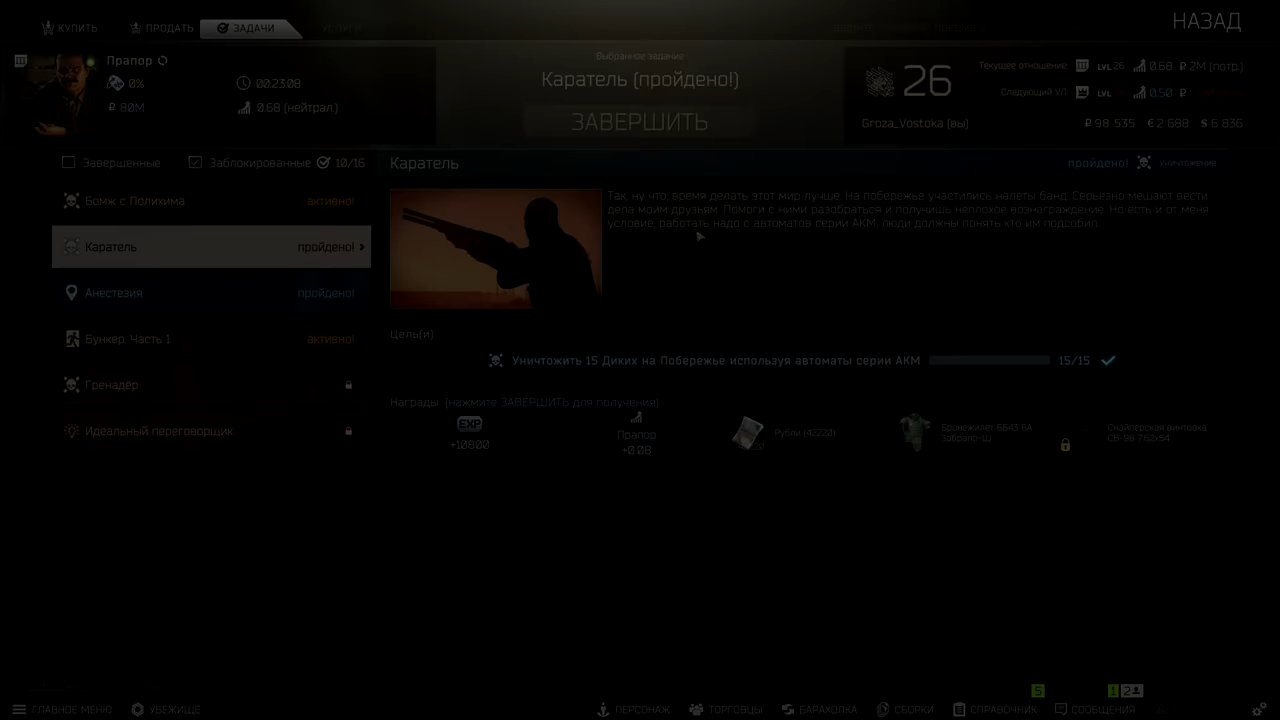 КУПИТЬ
ПРОДАТЬ
ЗАДАЧИ
УСЛУГИ
НАЗАД
Прапор
0%
00:23:08
₽ 80M
0.68 (нейтрал.)
Выбранное задание:
Каратель (пройдено!)
ЗАВЕРШИТЬ
26
Groza_Vostoka (вы)
Текущее отношение: LVL 26 0.68 ₽ 2M (потр.)
Следующий УЛ: LVL 0.50 ₽
₽ 98 535 € 2 688 $ 6 836
Завершенные
Заблокированные
10/16
Бомж с Полихима активно!
Каратель пройдено!
Анестезия пройдено!
Бункер. Часть 1 активно!
Гренадёр
Идеальный переговорщик
Каратель
пройдено!
Уничтожение
Так, ну что, время делать этот мир лучше. На побережье участились налеты банд. Серьезно мешают вести
дела моим друзьям. Помоги с ними разобраться и получишь неплохое вознаграждение. Но есть и от меня
условие, работать надо с автоматов серии АКМ, люди должны понять кто им подсобил.
Цель(и)
Уничтожить 15 Диких на Побережье используя автоматы серии АКМ 15/15
Награды: (нажмите ЗАВЕРШИТЬ для получения)
EXP
+10800
Прапор
+0.08
Рубли (42220)
Бронежилет 6Б43 6А
Забрало-Ш
Снайперская винтовка
СВ-98 7.62x54
5
1
2
ГЛАВНОЕ МЕНЮ
УБЕЖИЩЕ
ПЕРСОНАЖ
ТОРГОВЦЫ
БАРАХОЛКА
СБОРКИ
СПРАВОЧНИК
СООБЩЕНИЯ